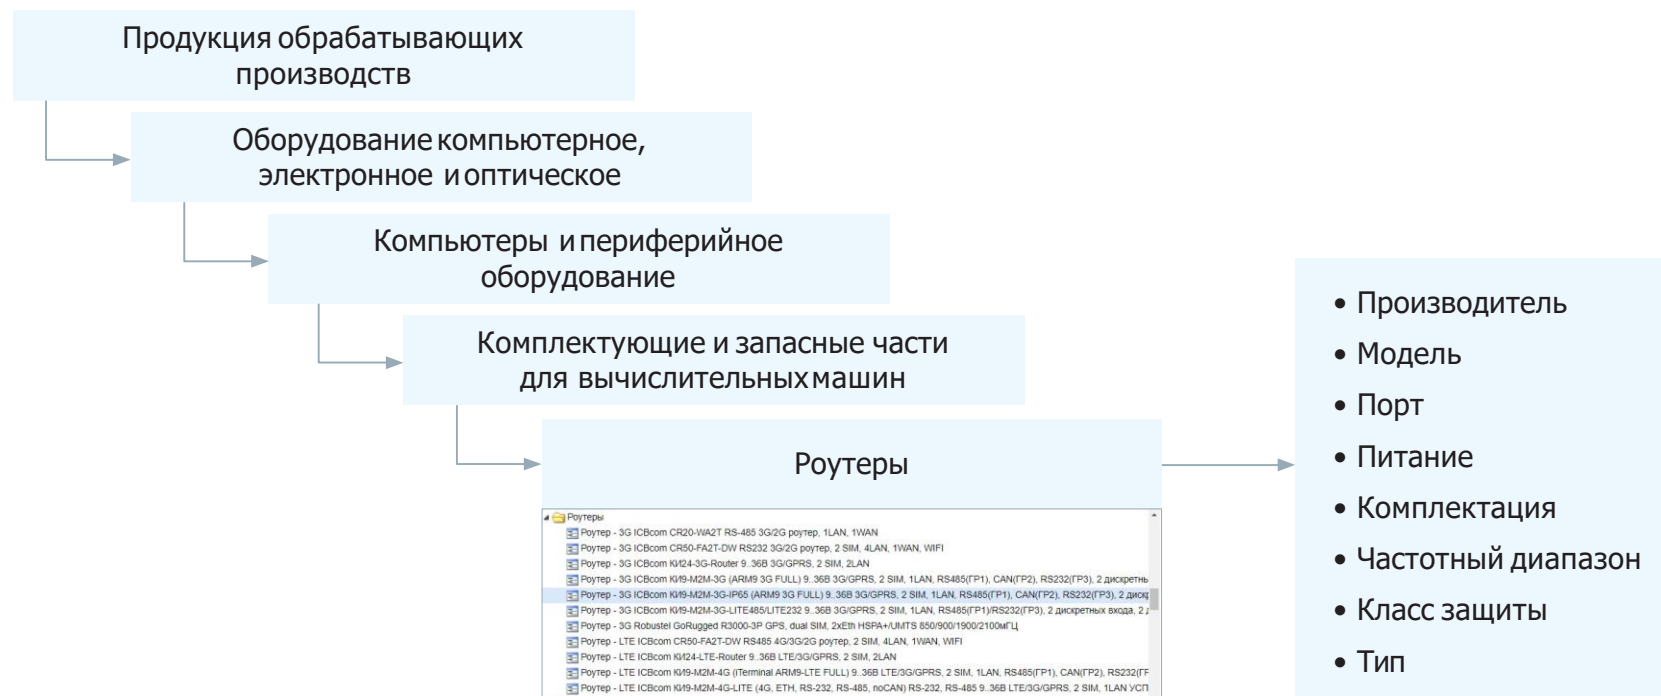 Продукция обрабатывающих
производств
Оборудование компьютерное,
электронное и оптическое
Компьютеры и периферийное
оборудование
Комплектующие и запасные части
для вычислительных машин
Роутеры
Роутеры
Роутер - 3G ICBcom CR20-WA2T RS-485 3G/2G роутер, 1LAN, 1WAN
Роутер - 3G ICBcom CR50-FA2T-DW RS232 3G/2G роутер, 2 SIM, 4LAN, 1WAN, WIFI
Роутер - 3G ICBcom КИ24-3G-Router 9..36В 3G/GPRS, 2 SIM, 2LAN
Роутер - 3G ICBcom КИ9-M2M-3G (ARM9 3G FULL) 9..36В 3G/GPRS, 2 SIM, 1LAN, RS485(ГР1), CAN(ГР2), RS232(ГР3), 2 дискретнь
Роутер - 3G ICBcom КИ9-M2M-3G-IP65 (ARM9 3G FULL) 9..36В 3G/GPRS, 2 SIM, 1LAN, RS485(ГР1), CAN(ГР2), RS232(ГР3), 2 диск
Роутер - 3G ICBcom КИ9-M2M-3G-LITE485/LITE232 9..36В 3G/GPRS, 2 SIM, 1LAN, RS485(ГР1)/RS232(ГР3), 2 дискретных входа, 2
Роутер - 3G Robustel GoRugged R3000-3P GPS, dual SIM, 2xEth HSPA+/UMTS 850/900/1900/2100мГЦ
Роутер - LTE ICBcom CR50-FA2T-DW RS485 4G/3G/2G роутер, 2 SIM, 4LAN, 1WAN, WIFI
Роутер - LTE ICBcom КИ24-LTE-Router 9..36В LTE/3G/GPRS, 2 SIM, 2LAN
Роутер - LTE ICBcom КИ9-M2M-4G (iTerminal ARM9-LTE FULL) 9..36В LTE/3G/GPRS, 2 SIM, 1LAN, RS485(ГР1), CAN(ГР2), RS232(ГР
Роутер - LTE ICBcom КИ9-M2M-4G-LITE (4G, ETH, RS-232, RS-485, noCAN) RS-232, RS-485 9..36В LTE/3G/GPRS, 2 SIM, 1LAN УСП
• Производитель
• Модель
• Порт
• Питание
• Комплектация
• Частотный диапазон
• Класс защиты
• Тип